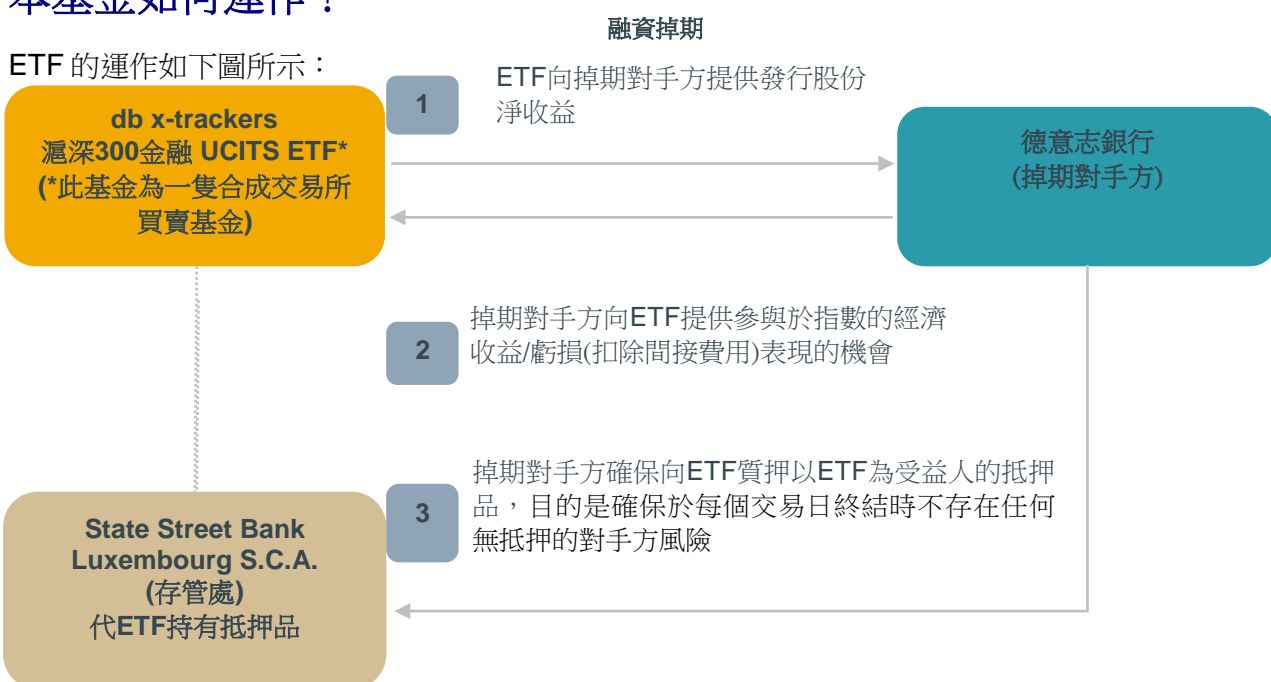 本基金如何運作？
融資掉期
ETF 的運作如下圖所示：
1
ETF向掉期對手方提供發行股份
淨收益
db x-trackers
滬深300金融 UCITS ETF*
(*此基金為一隻合成交易所
買賣基金)
德意志銀行
(掉期對手方)
2
掉期對手方向ETF提供參與於指數的經濟
收益/虧損(扣除間接費用)表現的機會
3
掉期對手方確保向ETF質押以ETF為受益人的抵押
品，目的是確保於每個交易日終結時不存在任何
無抵押的對手方風險
State Street Bank
Luxembourg S.C.A.
(存管處)
代ETF持有抵押品